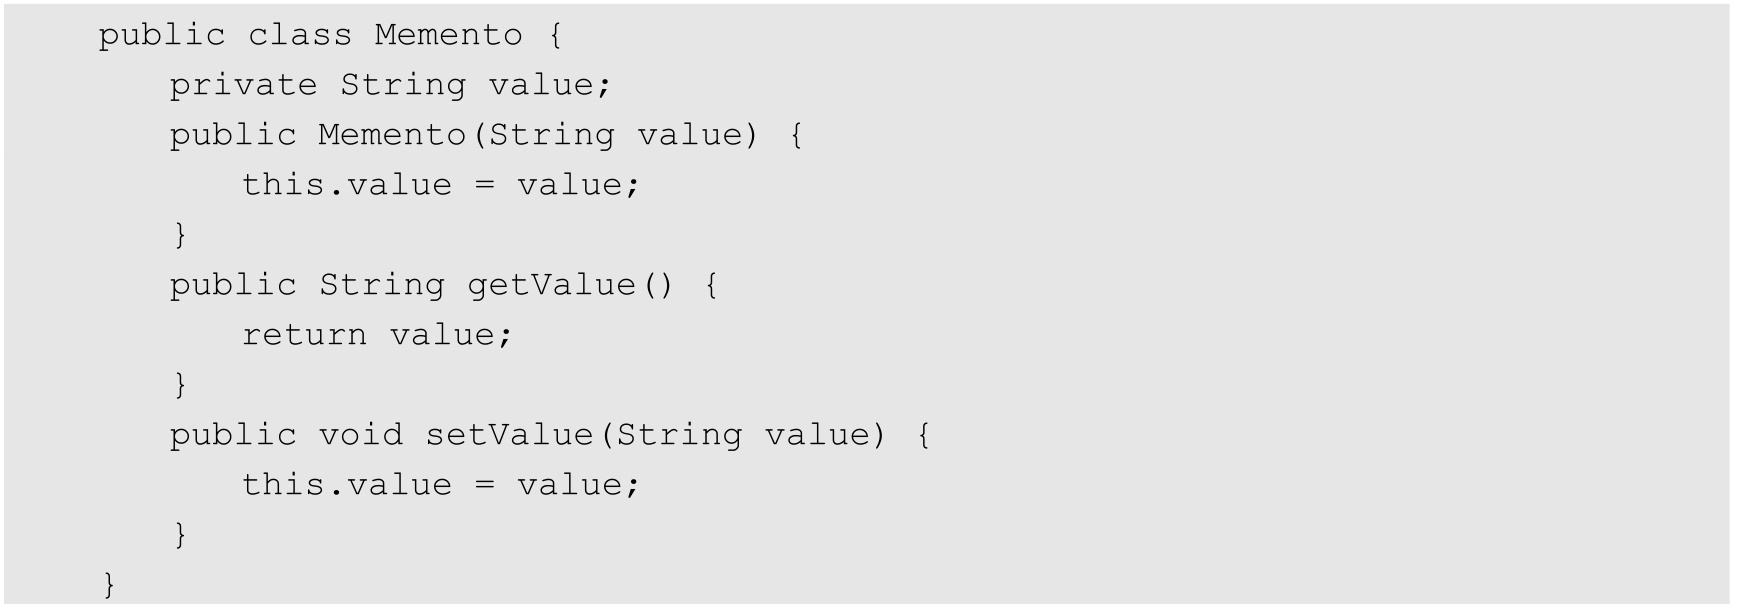 public class Memento {
    private String value;
    public Memento(String value) {
        this.value = value;
    }
    public String getValue() {
        return value;
    }
    public void setValue(String value) {
        this.value = value;
    }
}